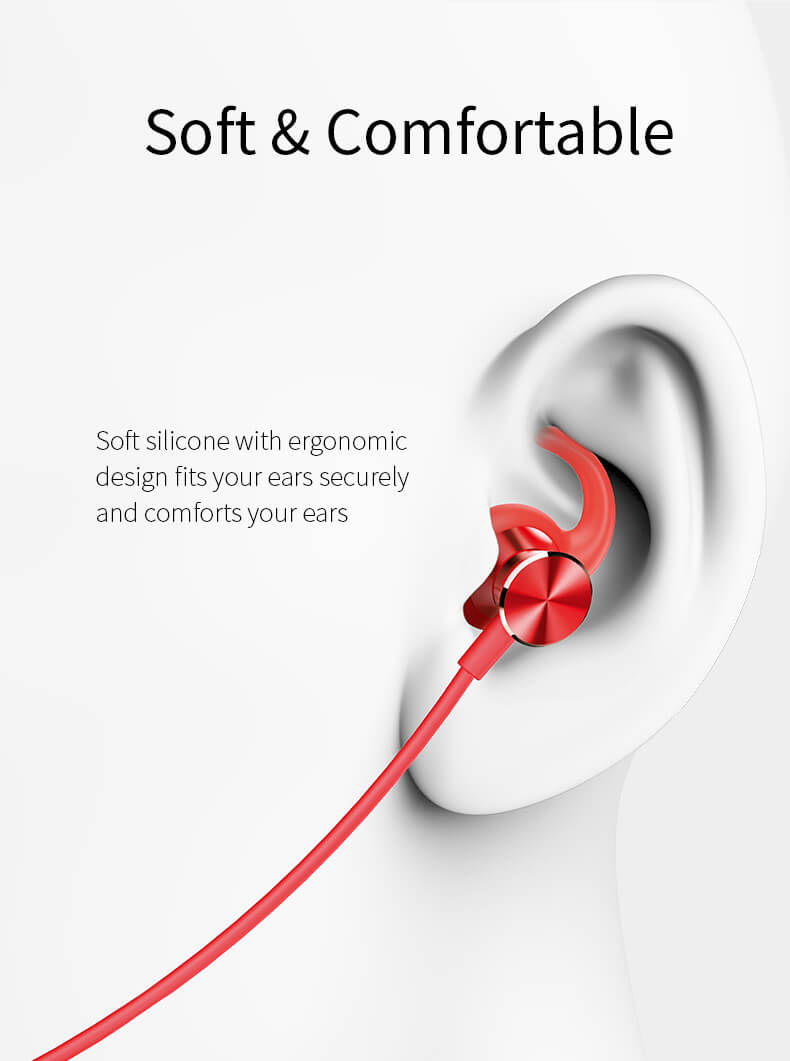 Soft & Comfortable
Soft silicone with ergonomic
design fits your ears securely
and comforts your ears